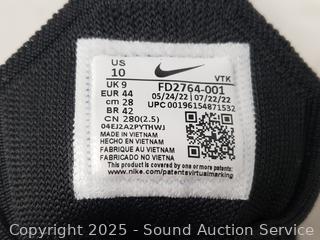 US
10
VTK
UK 9
FD2764-001
EUR 44
05/24/22 | 07/22/22
cm 28
UPC 00196154871532
BR 42
CN 280(2.5)
04EJ2A2PYTHWJ
MADE IN VIETNAM
HECHO EN VIETNAM
FABRIQUE AU VIETNAM
FABRICADO NO VIETNA
This product is covered by one or more patents.
www.nike.com/patentsvirtualmarking
Copyright 2025 - Sound Auction Service